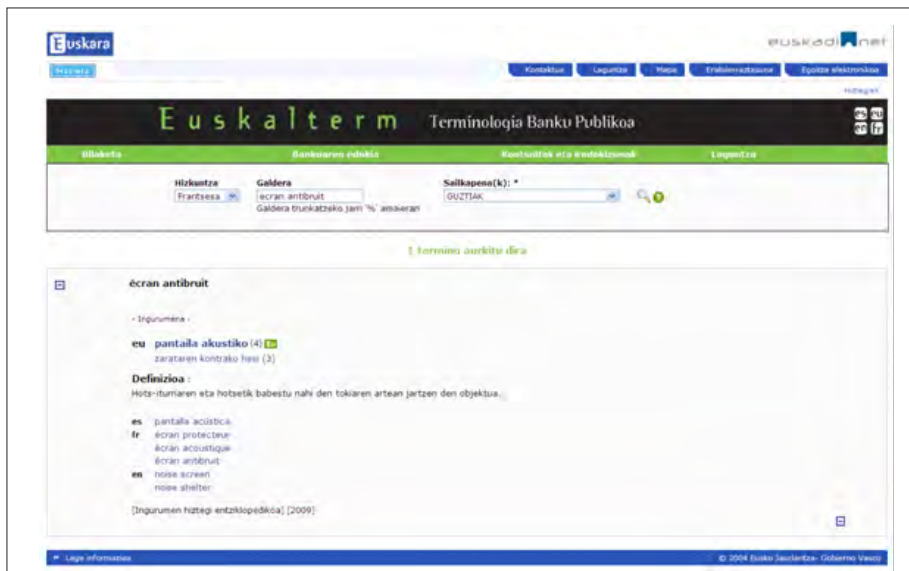 Euskara
euskadi.net
Hasiera
Kontaktua Laguntza Mapa Erabilerraztasuna Egoitza elektronikoa
Hiztegiak
Euskalterm Terminologia Banku Publikoa
es eu
en fr
Bilaketa Bankuaren edukia Kontsultak eta iradokizunak Laguntza
Hizkuntza Galdera Sailkapena(k): *
Frantsesa ecran antibruit GUZTIAK
Galdera trunkatzeko jarri '%' amaieran
1 termino aurkitu dira
écran antibruit
- Ingurumena -
eu pantaila akustiko (4)
zarataren kontrako hesi (3)
Definizioa :
Hots-iturriaren eta hotsetik babestu nahi den tokiaren artean jartzen den objektua.
es pantalla acústica
fr écran protecteur
écran acoustique
écran antibruit
en noise screen
noise shelter
[Ingurumen hiztegi entziklopedikoa] [2009]
Lege informazioa © 2004 Eusko Jaurlaritza- Gobierno Vasco